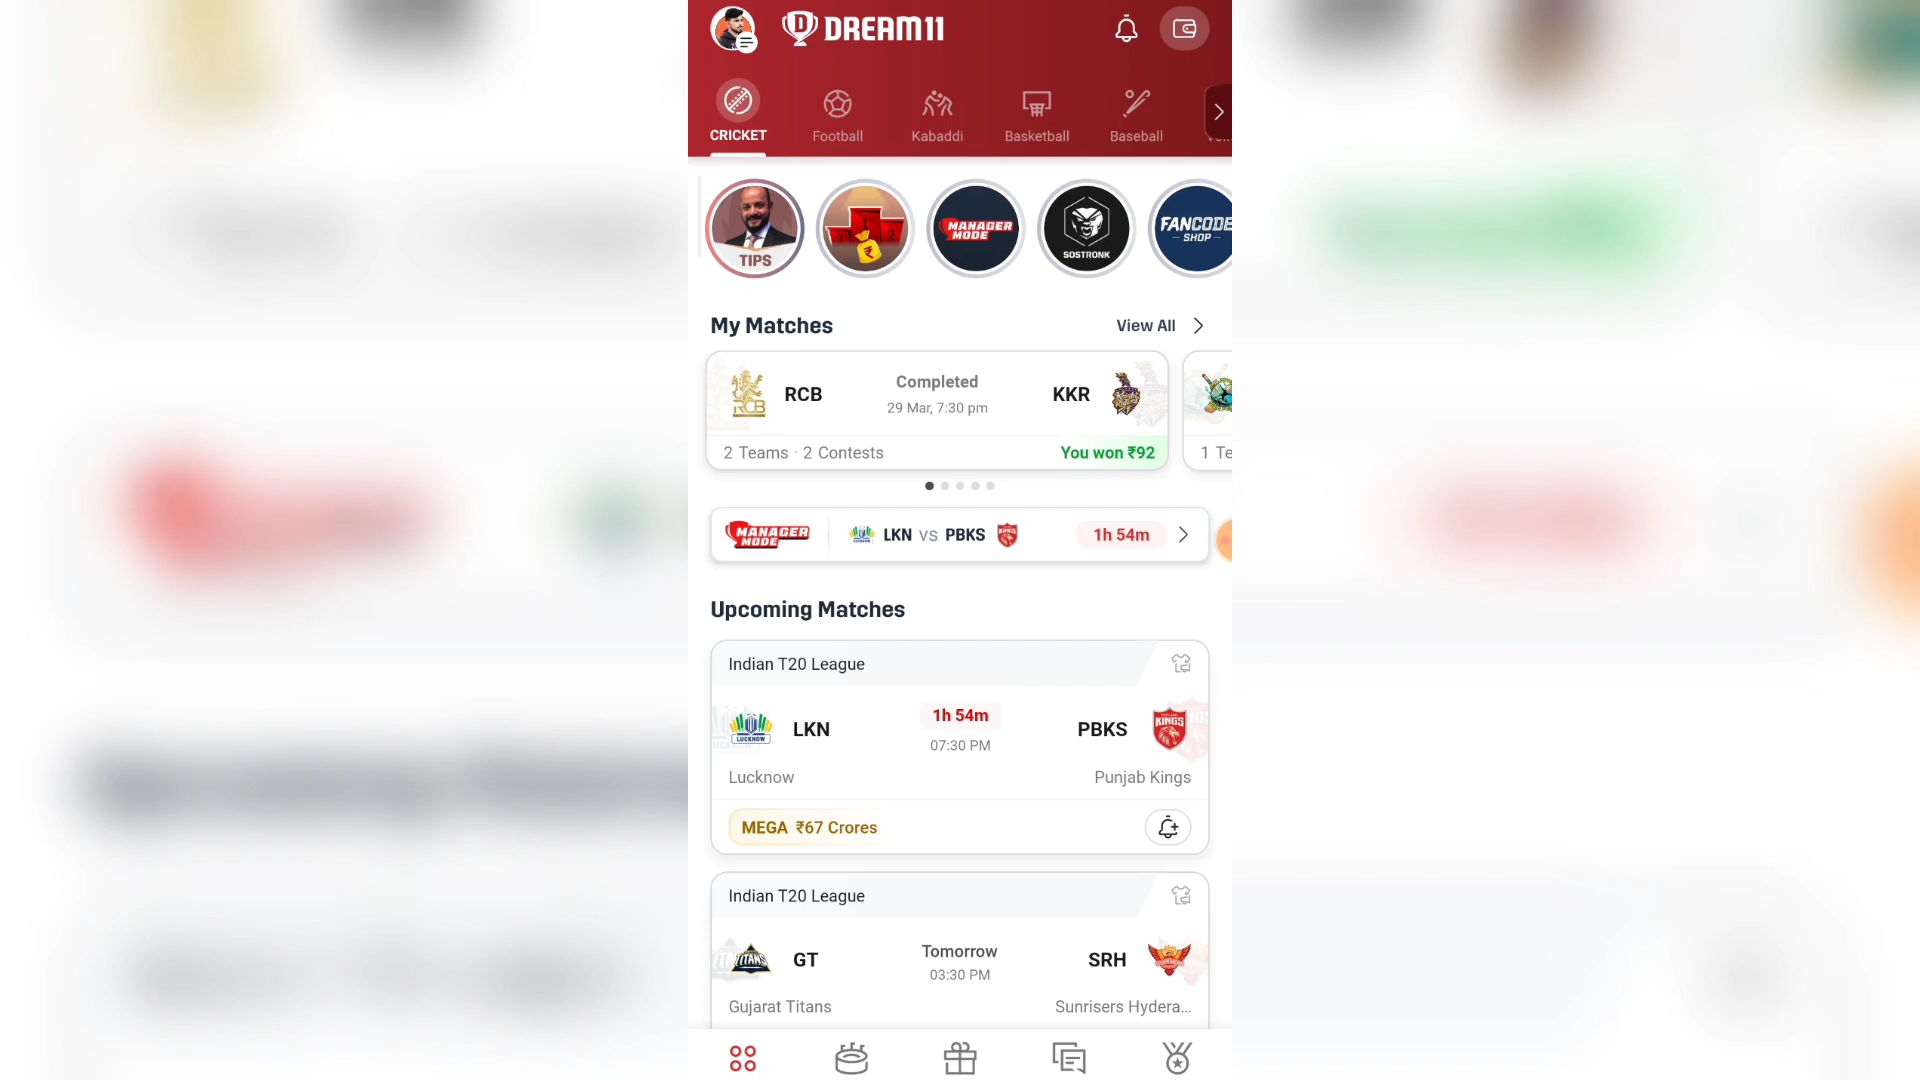 DREAM11
CRICKET
Football
Kabaddi
Basketball
Baseball
TIPS
MANAGER
MODE
SOSTRONK
FANCODE
SHOP
My Matches
View All
RCB
Completed
29 Mar, 7:30 pm
KKR
2 Teams · 2 Contests
You won ₹92
1 Te
MANAGER
MODE
LKN vs PBKS
1h 54m
Upcoming Matches
Indian T20 League
LUCKNOW
LKN
1h 54m
07:30 PM
PBKS
KINGS
Lucknow
Punjab Kings
MEGA ₹67 Crores
Indian T20 League
TITANS
GT
Tomorrow
03:30 PM
SRH
Gujarat Titans
Sunrisers Hydera...